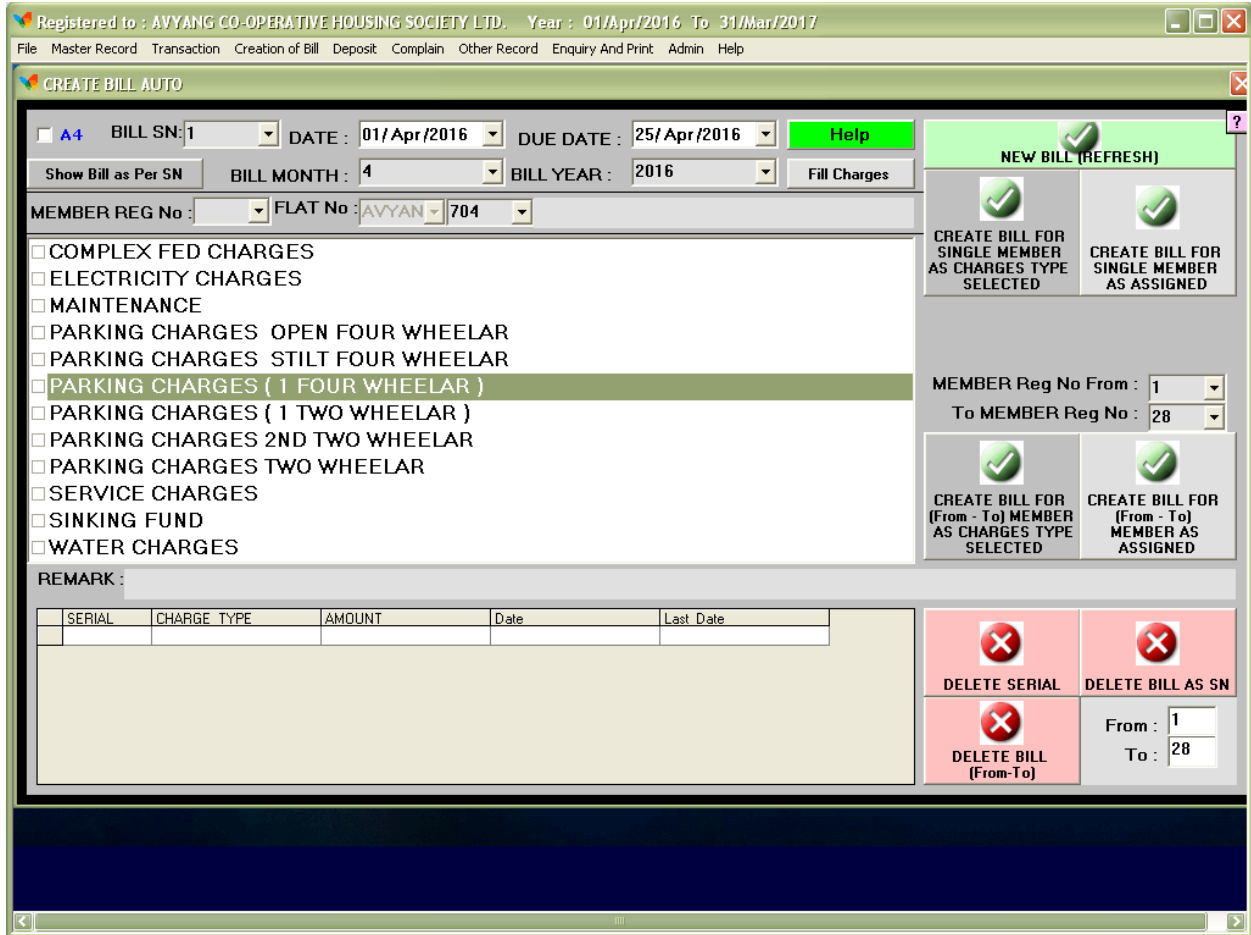 Registered to : AVYANG CO-OPERATIVE HOUSING SOCIETY LTD. Year : 01/Apr/2016 To 31/Mar/2017
File Master Record Transaction Creation of Bill Deposit Complain Other Record Enquiry And Print Admin Help
CREATE BILL AUTO
A4 BILL SN: 1 DATE : 01/Apr/2016 DUE DATE : 25/Apr/2016 Help
Show Bill as Per SN BILL MONTH : 4 BILL YEAR : 2016 Fill Charges
MEMBER REG No : FLAT No : AVYAN 704
COMPLEX FED CHARGES
ELECTRICITY CHARGES
MAINTENANCE
PARKING CHARGES OPEN FOUR WHEELAR
PARKING CHARGES STILT FOUR WHEELAR
PARKING CHARGES ( 1 FOUR WHEELAR )
PARKING CHARGES ( 1 TWO WHEELAR )
PARKING CHARGES 2ND TWO WHEELAR
PARKING CHARGES TWO WHEELAR
SERVICE CHARGES
SINKING FUND
WATER CHARGES
REMARK :
SERIAL CHARGE_TYPE AMOUNT Date Last_Date
?
NEW BILL (REFRESH)
CREATE BILL FOR
SINGLE MEMBER
AS CHARGES TYPE
SELECTED
CREATE BILL FOR
SINGLE MEMBER
AS ASSIGNED
MEMBER Reg No From : 1
To MEMBER Reg No : 28
CREATE BILL FOR
(From - To) MEMBER
AS CHARGES TYPE
SELECTED
CREATE BILL FOR
(From - To)
MEMBER AS
ASSIGNED
DELETE SERIAL
DELETE BILL AS SN
DELETE BILL
(From-To)
From : 1
To : 28